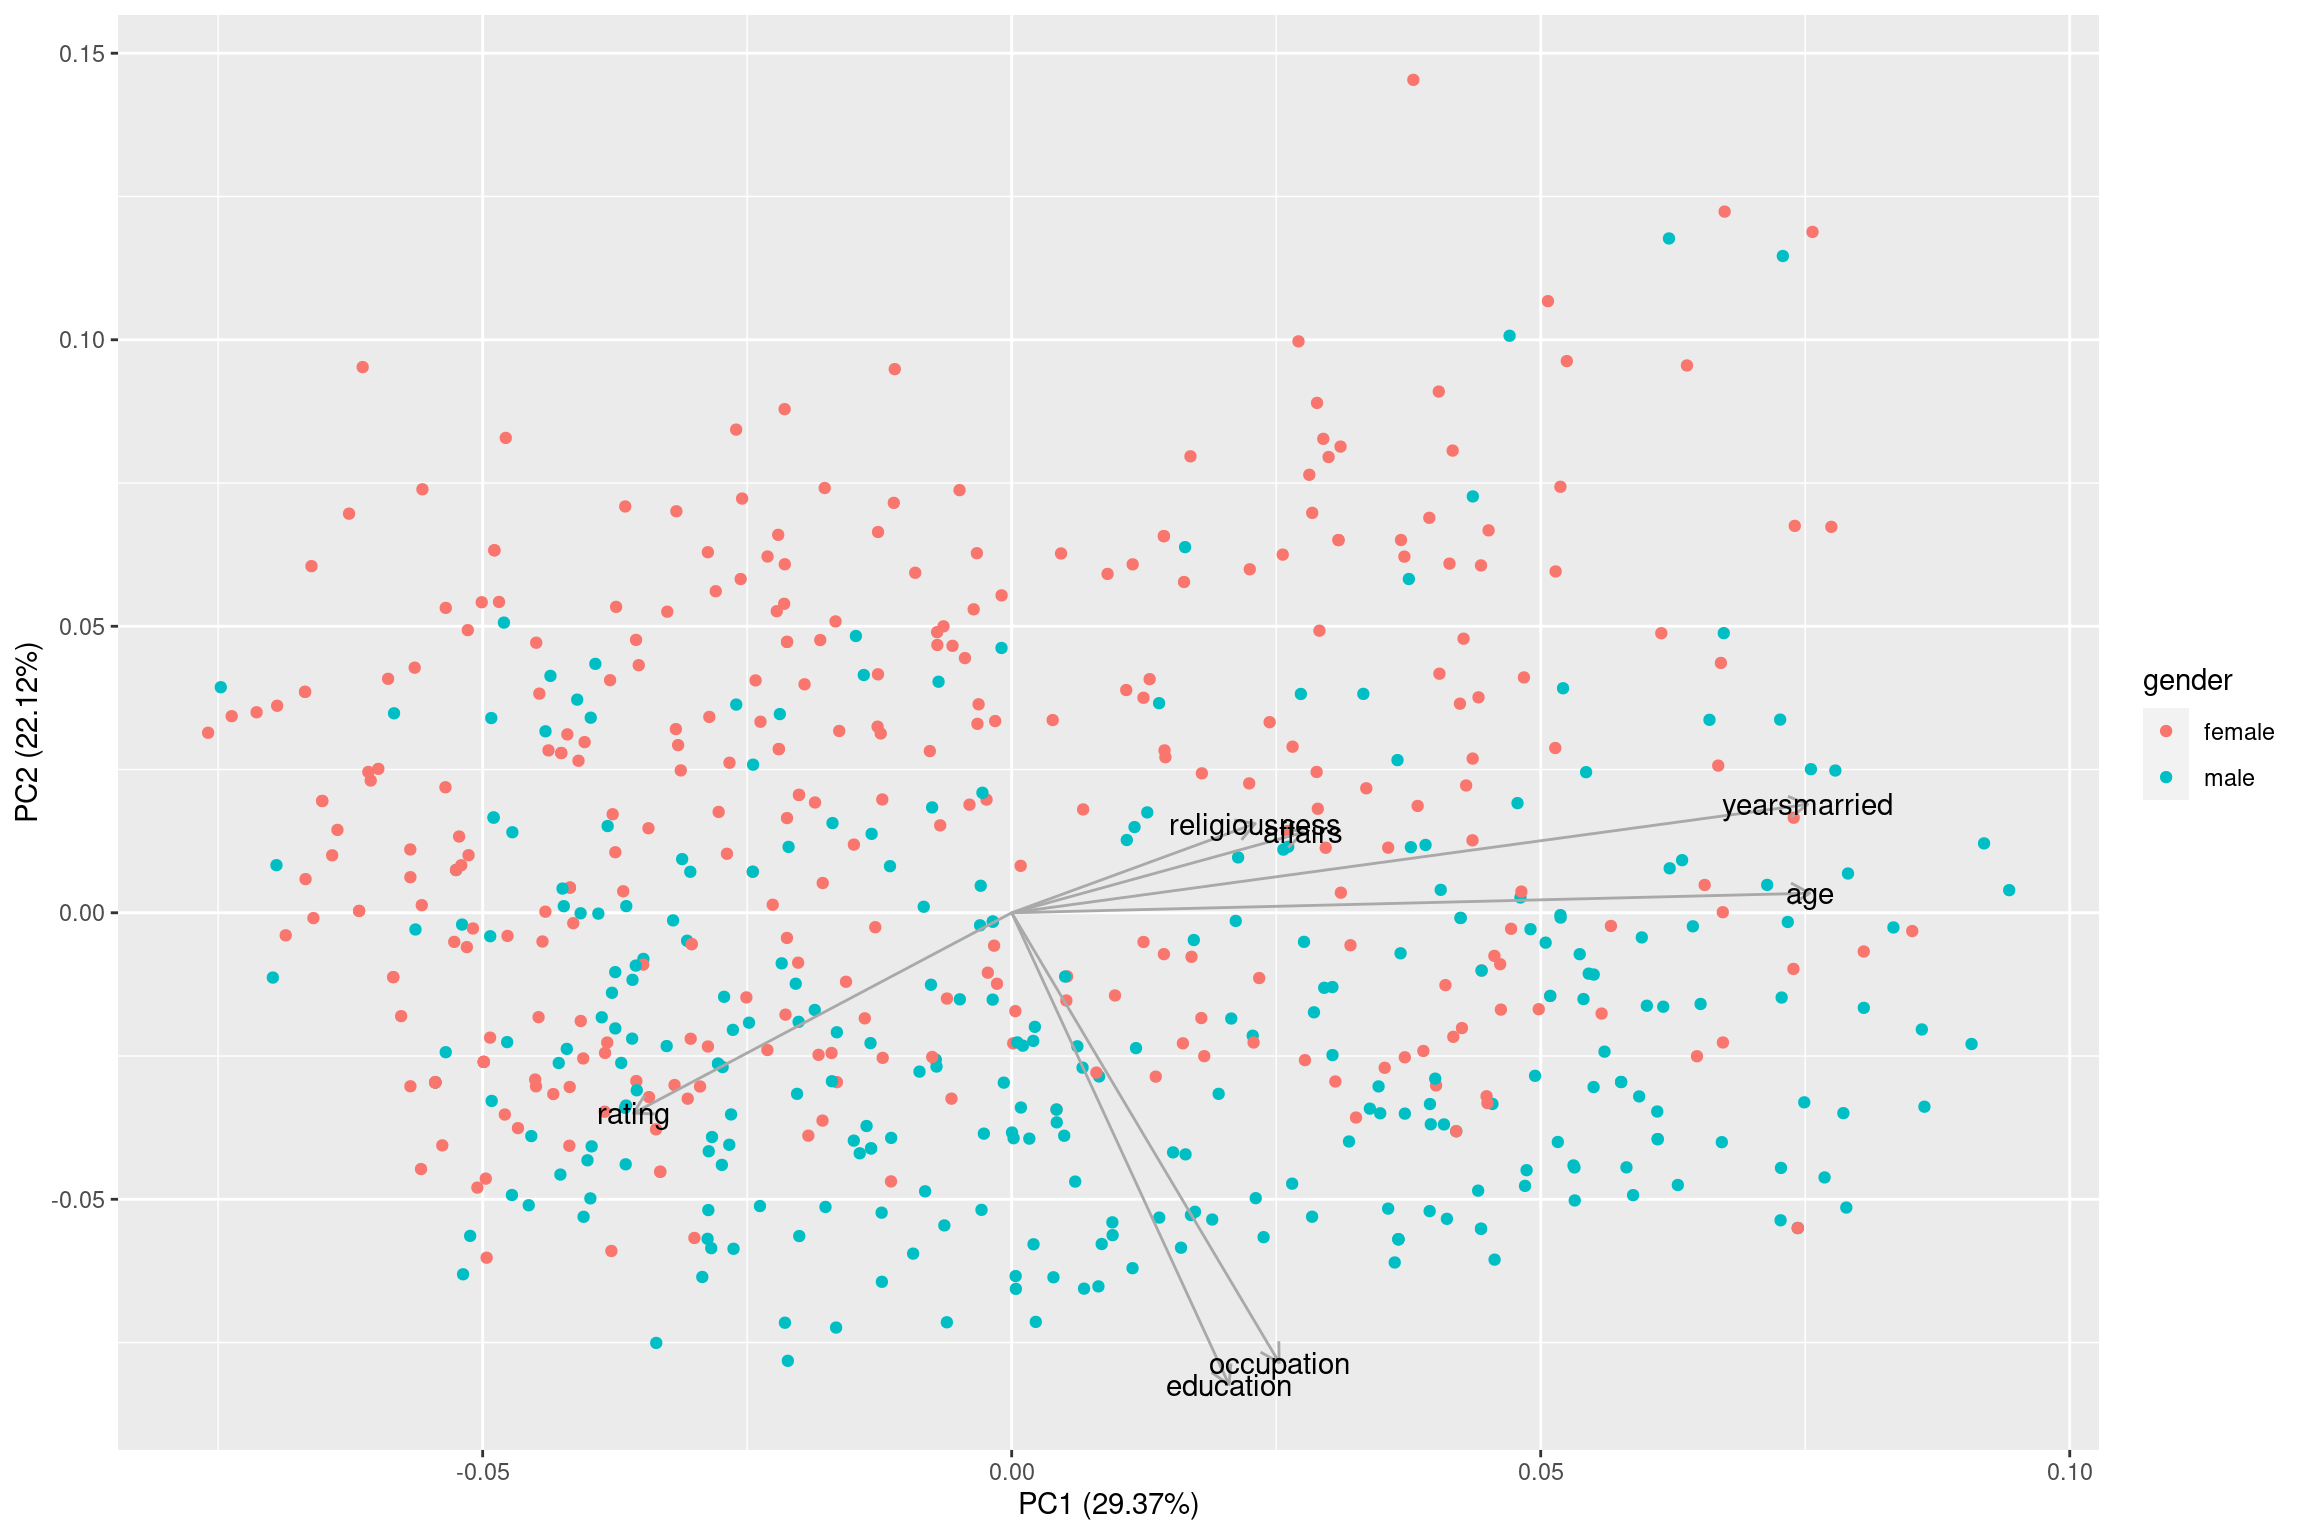 0.15
0.10
0.05
0.00
-0.05
PC2 (22.12%)
religiousness
affairs
yearsmarried
age
rating
occupation
education
-0.05
0.00
0.05
0.10
PC1 (29.37%)
gender
female
male